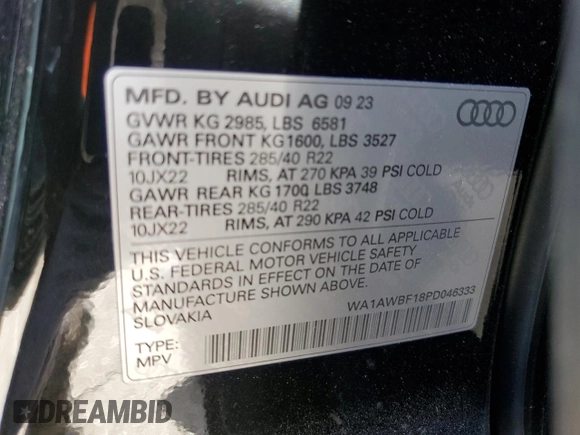 MFD. BY AUDI AG 09 23
GVWR KG 2985, LBS 6581
GAWR FRONT KG1600, LBS 3527
FRONT-TIRES 285/40 R22
10JX22 RIMS, AT 270 KPA 39 PSI COLD
GAWR REAR KG 1700 LBS 3748
REAR-TIRES 285/40 R22
10JX22 RIMS, AT 290 KPA 42 PSI COLD
THIS VEHICLE CONFORMS TO ALL APPLICABLE
U.S. FEDERAL MOTOR VEHICLE SAFETY
STANDARDS IN EFFECT ON THE DATE OF
MANUFACTURE SHOWN ABOVE.
SLOVAKIA
WA1AWBF18PD046333
TYPE:
MPV
DREAMBID